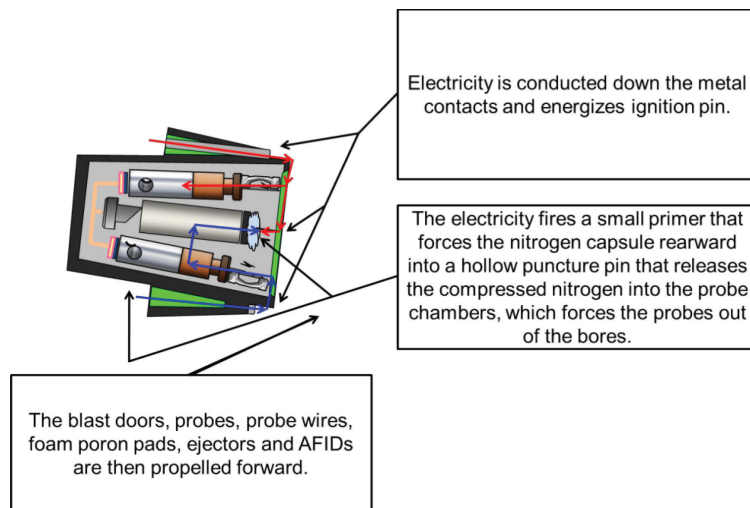 Electricity is conducted down the metal
contacts and energizes ignition pin.
The electricity fires a small primer that
forces the nitrogen capsule rearward
into a hollow puncture pin that releases
the compressed nitrogen into the probe
chambers, which forces the probes out
of the bores.
The blast doors, probes, probe wires,
foam poron pads, ejectors and AFIDs
are then propelled forward.